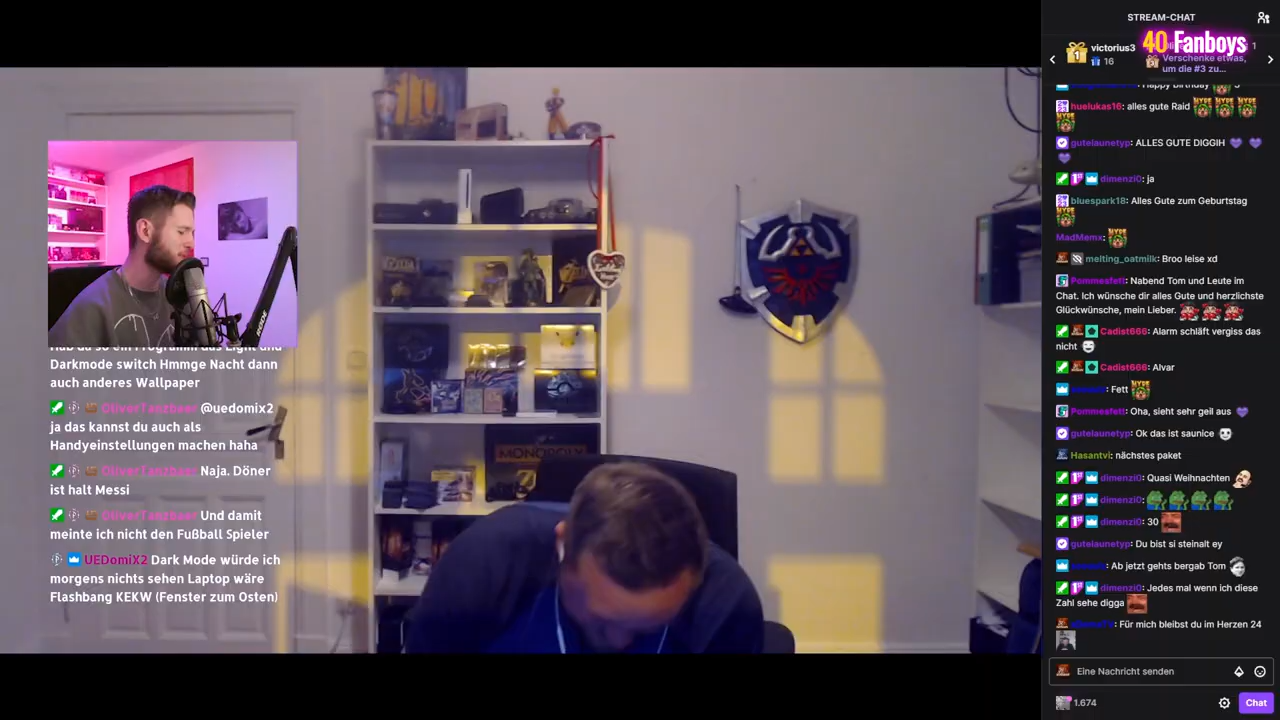 STREAM-CHAT
40 Fanboys
victorius3
16
1
Verschenke etwas,
um die #3 zu...
huelukas16: alles gute Raid
gutelaunetyp: ALLES GUTE DIGGIH
dimenzi0: ja
bluespark18: Alles Gute zum Geburtstag
MadMemx:
melting_oatmilk: Broo leise xd
Pommesfeti: Nabend Tom und Leute im
Chat. Ich wünsche dir alles Gute und herzlichste
Glückwünsche, mein Lieber.
Cadist666: Alarm schläft vergiss das
nicht
Cadist666: Alvar
: Fett
Pommesfeti: Oha, sieht sehr geil aus
gutelaunetyp: Ok das ist saunice
Hasantvi: nächstes paket
dimenzi0: Quasi Weihnachten
dimenzi0:
dimenzi0: 30
gutelaunetyp: Du bist si steinalt ey
: Ab jetzt gehts bergab Tom
dimenzi0: Jedes mal wenn ich diese
Zahl sehe digga
: Für mich bleibst du im Herzen 24
Eine Nachricht senden
1.674
Chat
Darkmode switch Hmmge Nacht dann
auch anderes Wallpaper
OliverTanzbaer @uedomix2
ja das kannst du auch als
Handyeinstellungen machen haha
OliverTanzbaer Naja. Döner
ist halt Messi
OliverTanzbaer Und damit
meinte ich nicht den Fußball Spieler
UEDomiX2 Dark Mode würde ich
morgens nichts sehen Laptop wäre
Flashbang KEKW (Fenster zum Osten)
MONOPOLY